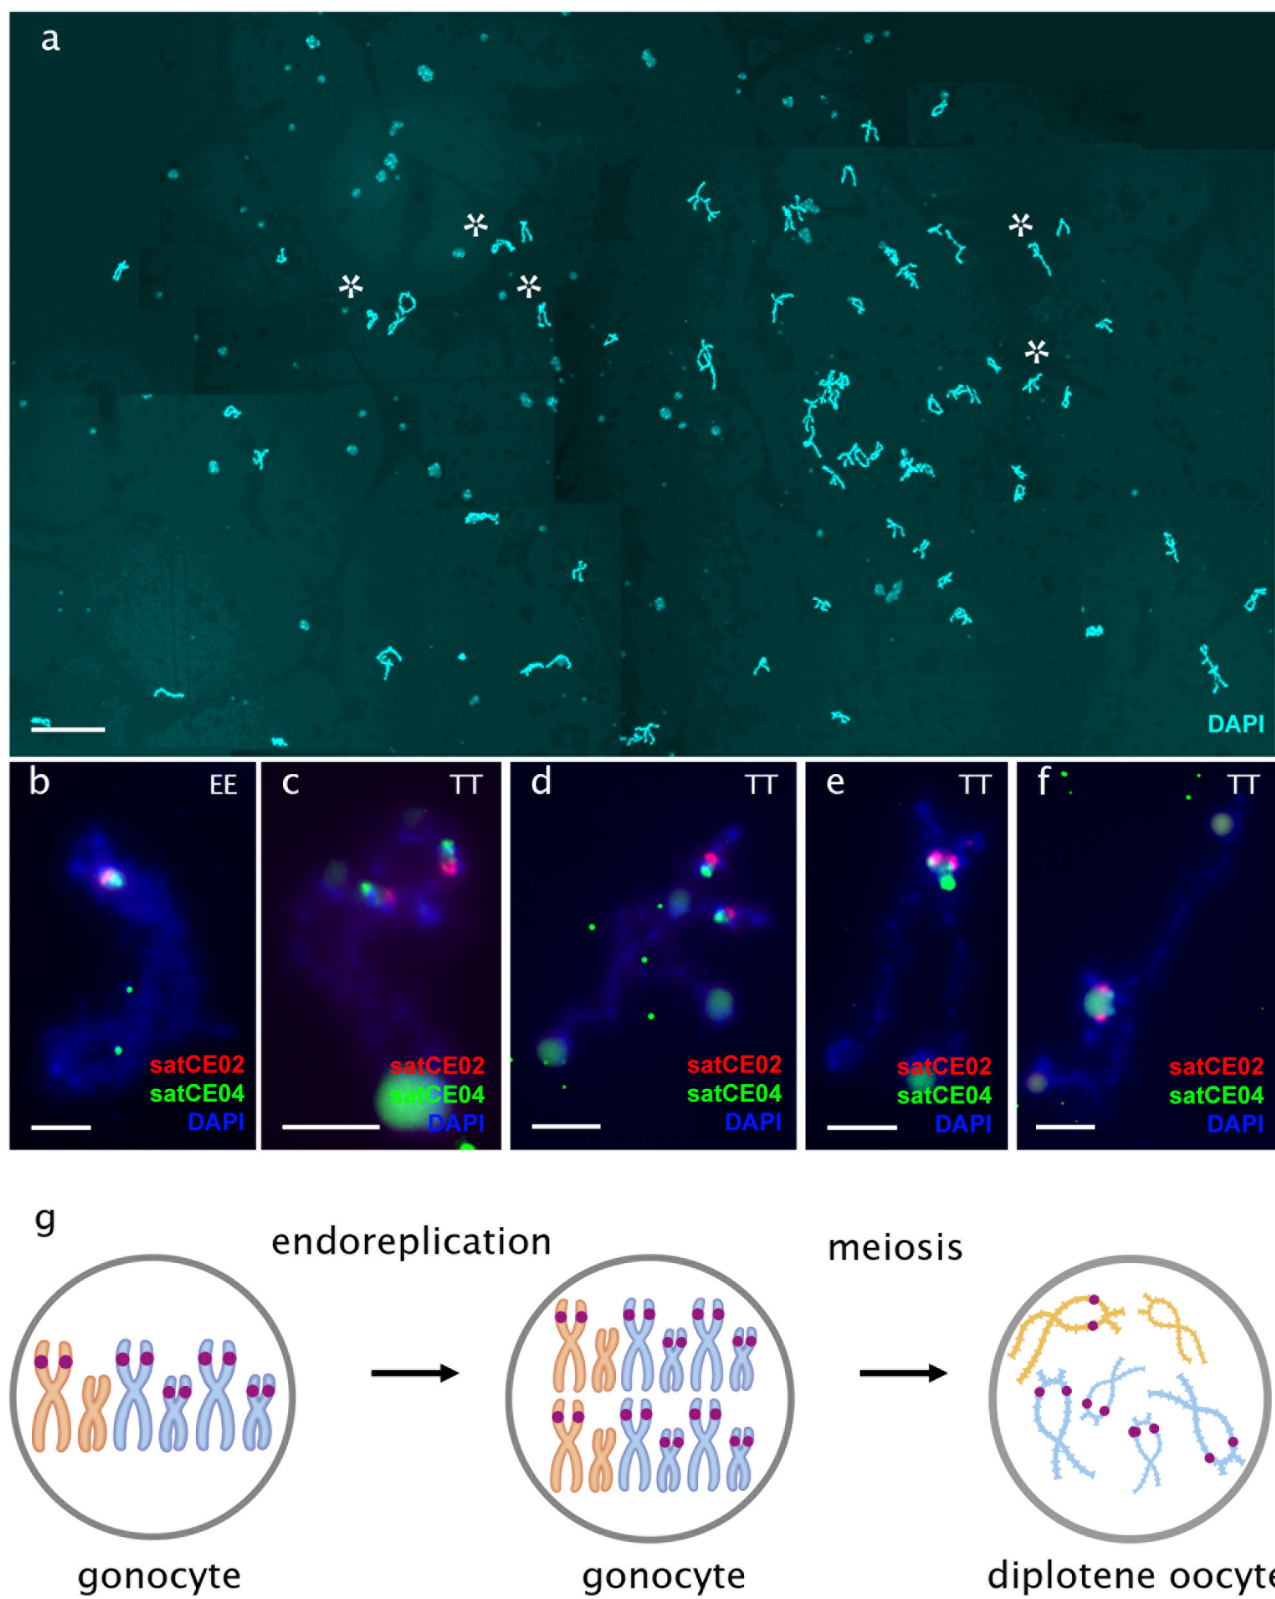 a
DAPI
b EE
satCE02
satCE04
DAPI
c TT
satCE02
satCE04
DAPI
d TT
satCE02
satCE04
DAPI
e TT
satCE02
satCE04
DAPI
f TT
satCE02
satCE04
DAPI
g
endoreplication
meiosis
gonocyte
gonocyte
diplotene oocyte